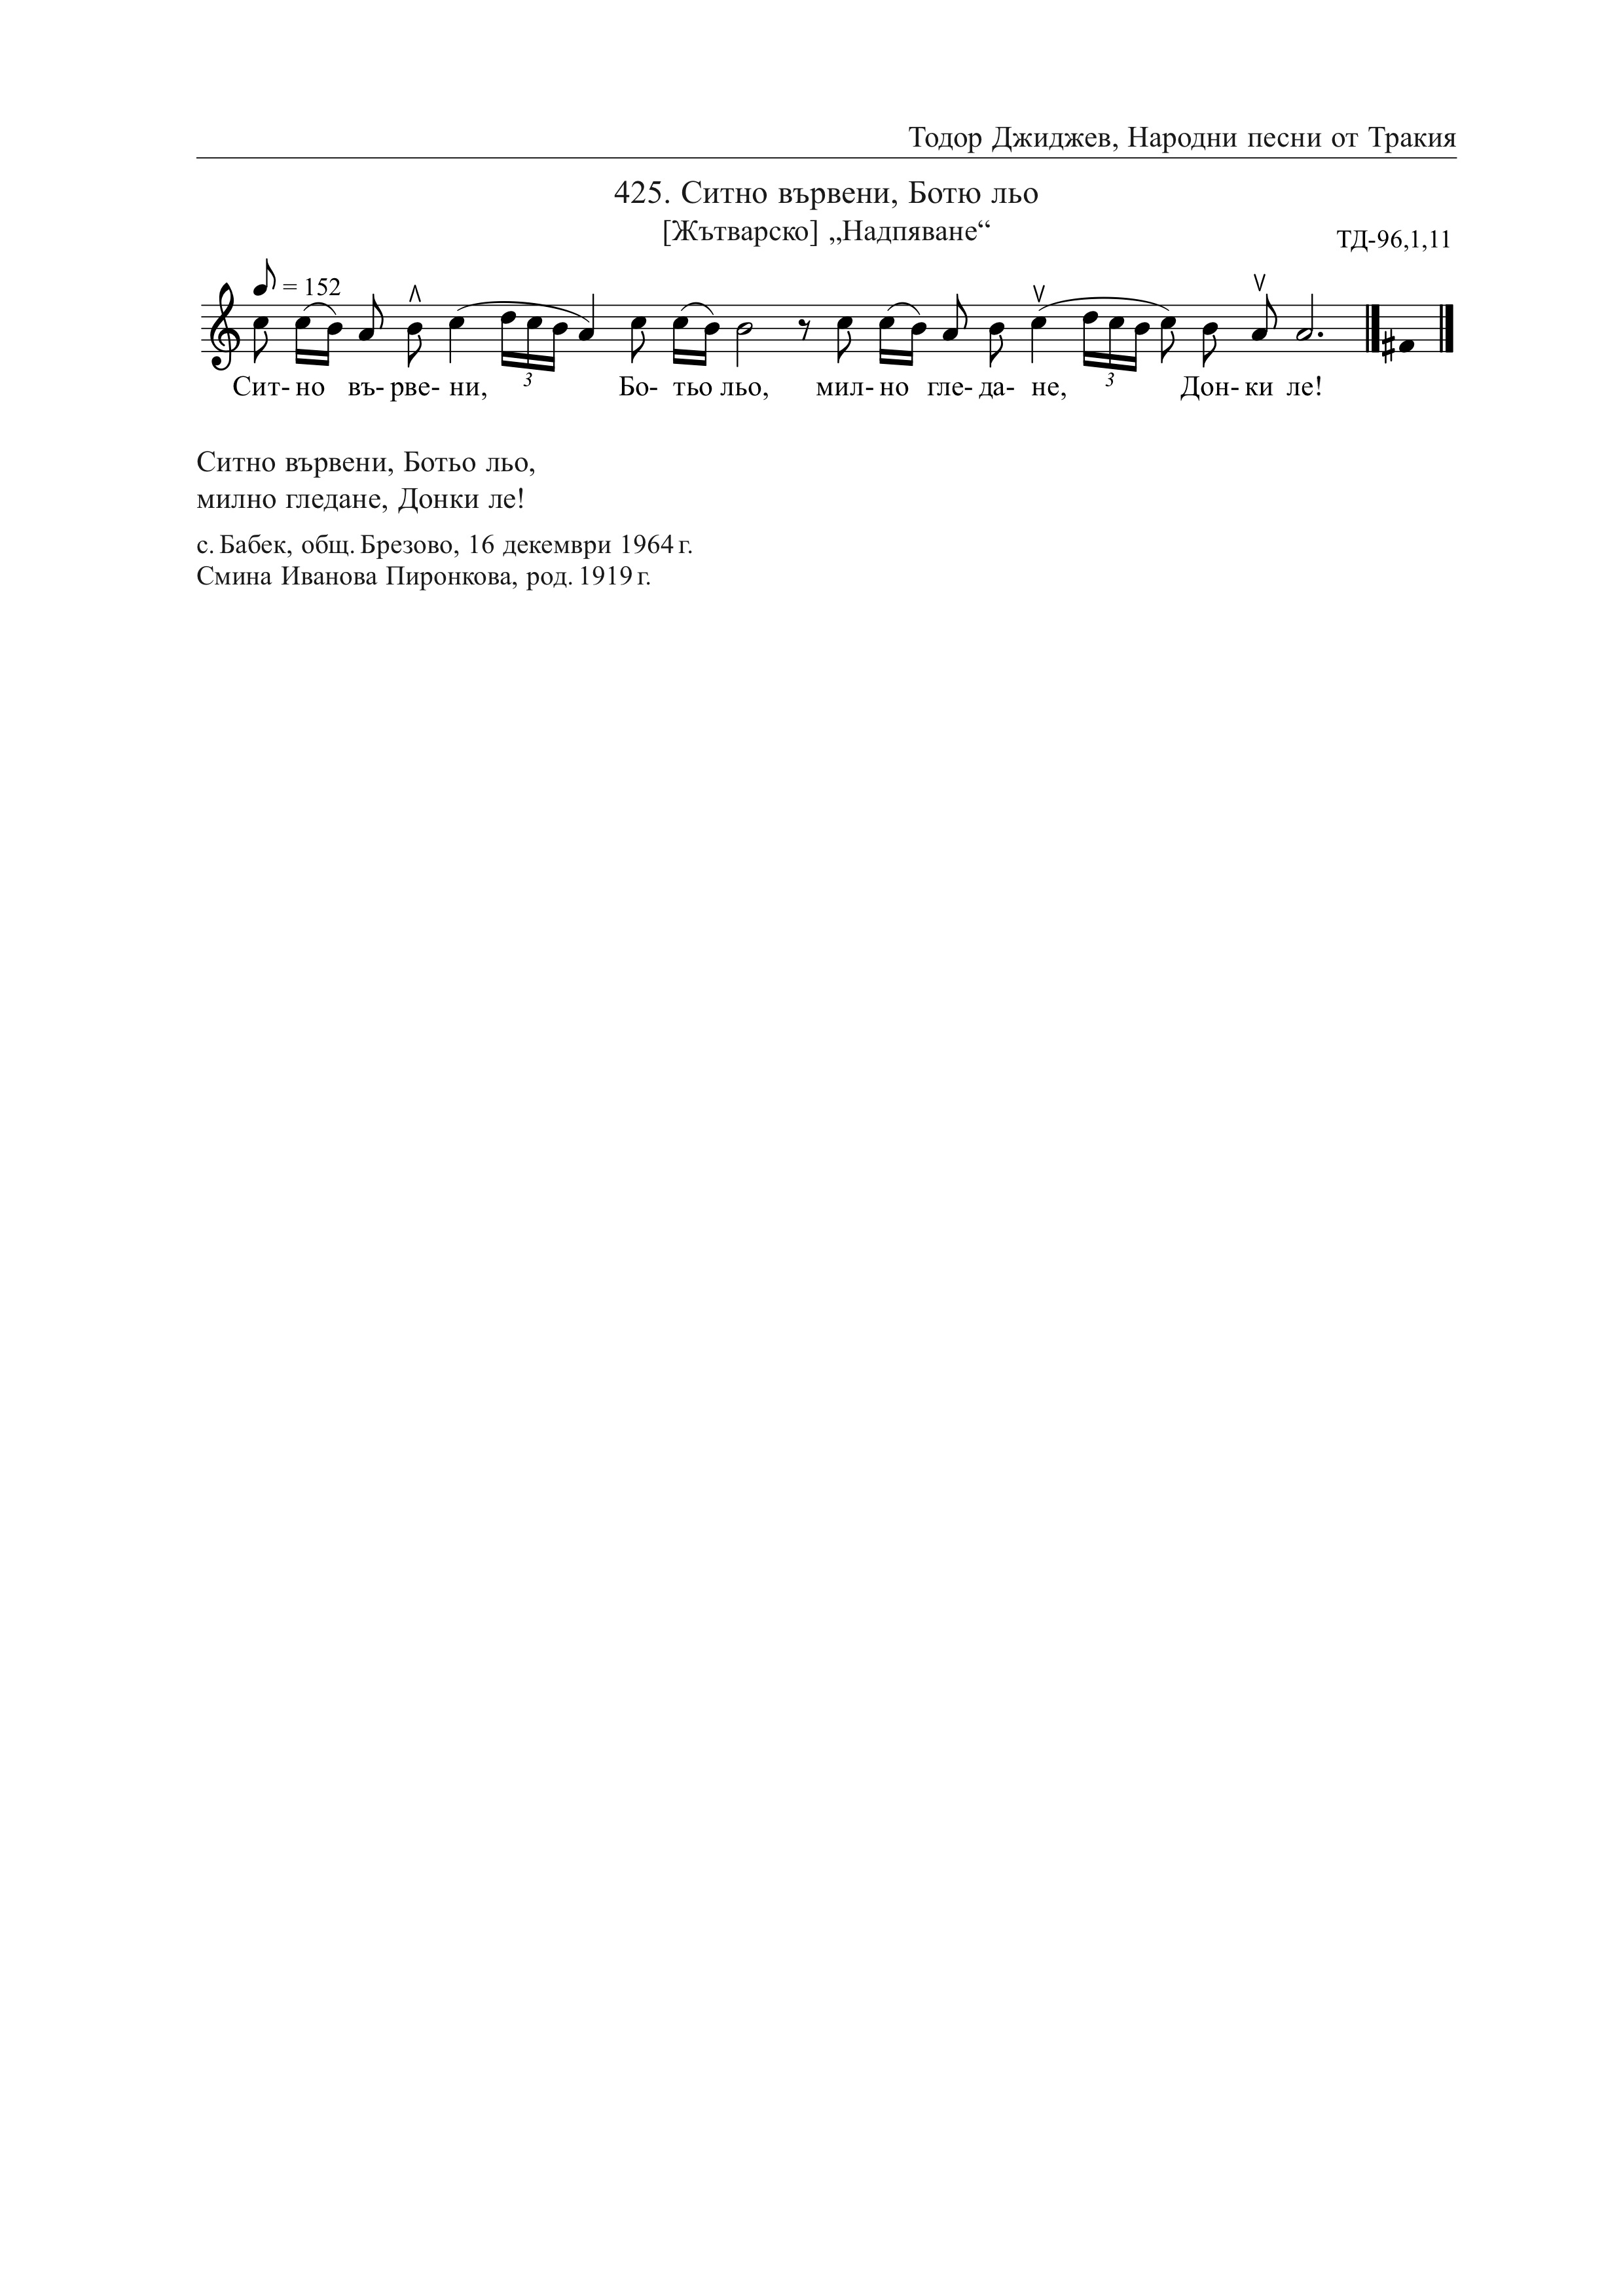 Тодор Джиджев, Народни песни от Тракия
425. Ситно вървени, Ботю льо
[Жътварско] „Надпяване“
ТД-96,1,11
= 152
3 3
Сит- но въ- рве- ни, Бо- тьо льо, мил- но гле- да- не, Дон- ки ле!
Ситно вървени, Ботьо льо,
милно гледане, Донки ле!
с. Бабек, общ. Брезово, 16 декември 1964 г.
Смина Иванова Пиронкова, род. 1919 г.